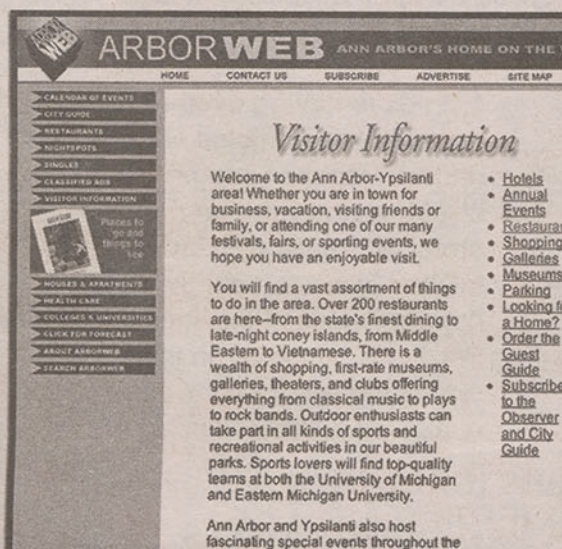 ARBOR WEB
ARBORWEB ANN ARBOR'S HOME ON THE
HOME CONTACT US SUBSCRIBE ADVERTISE SITE MAP
CALENDAR OF EVENTS
CITY GUIDE
RESTAURANTS
NIGHTSPOTS
SINGLES
CLASSIFIED ADS
VISITOR INFORMATION
Places to
go and
things to
see
HOUSES & APARTMENTS
HEALTH CARE
COLLEGES & UNIVERSITIES
CLICK FOR FORECAST
ABOUT ARBORWEB
SEARCH ARBORWEB
Visitor Information
Welcome to the Ann Arbor-Ypsilanti
area! Whether you are in town for
business, vacation, visiting friends or
family, or attending one of our many
festivals, fairs, or sporting events, we
hope you have an enjoyable visit.
You will find a vast assortment of things
to do in the area. Over 200 restaurants
are here--from the state's finest dining to
late-night coney islands, from Middle
Eastern to Vietnamese. There is a
wealth of shopping, first-rate museums,
galleries, theaters, and clubs offering
everything from classical music to plays
to rock bands. Outdoor enthusiasts can
take part in all kinds of sports and
recreational activities in our beautiful
parks. Sports lovers will find top-quality
teams at both the University of Michigan
and Eastern Michigan University.
Ann Arbor and Ypsilanti also host
fascinating special events throughout the
Hotels
Annual
Events
Restaura
Shopping
Galleries
Museums
Parking
Looking f
a Home?
Order the
Guest
Guide
Subscribe
to the
Observer
and City
Guide